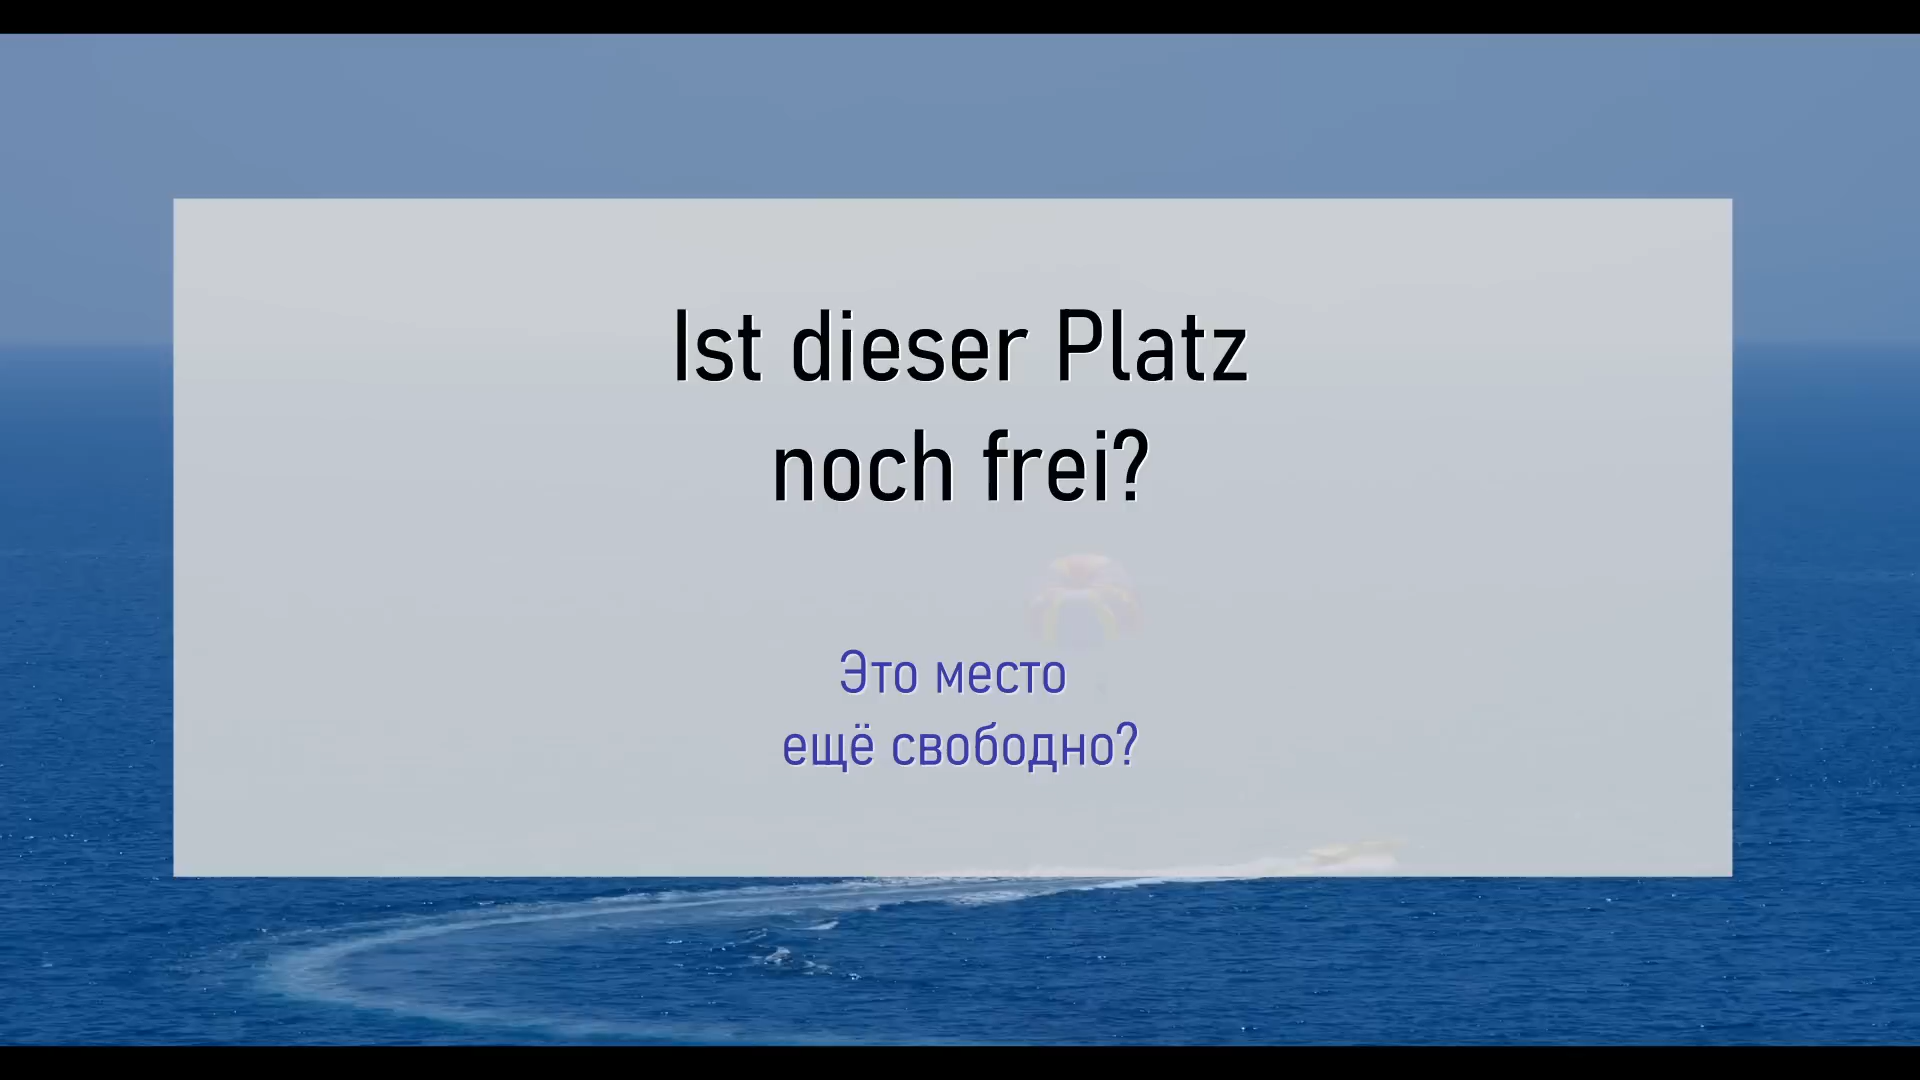 Ist dieser Platz
noch frei?
Это место
ещё свободно?